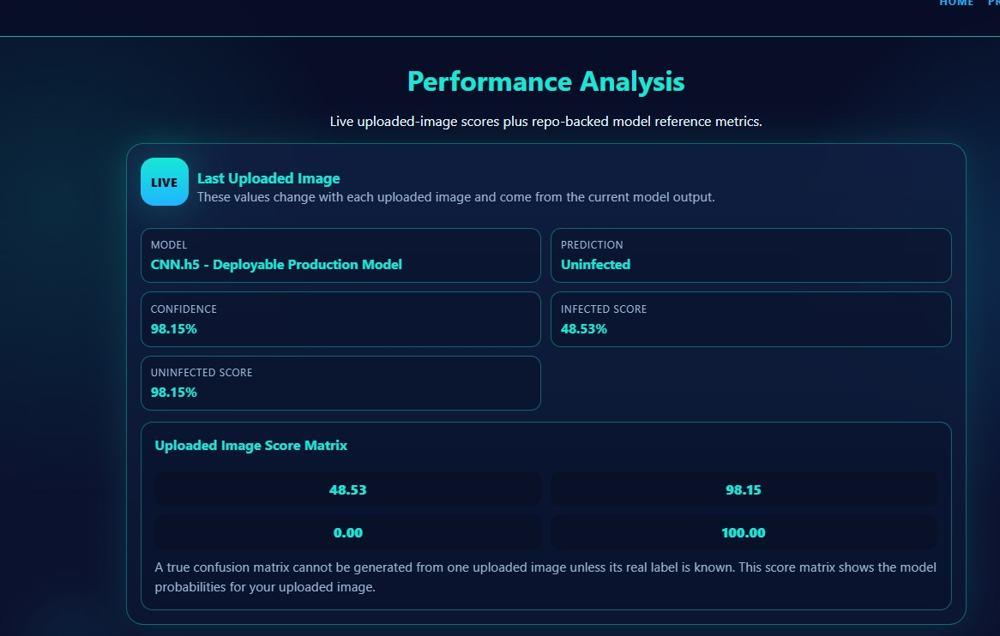 HOME
Performance Analysis
Live uploaded-image scores plus repo-backed model reference metrics.
LIVE
Last Uploaded Image
These values change with each uploaded image and come from the current model output.
MODEL
CNN.h5 - Deployable Production Model
PREDICTION
Uninfected
CONFIDENCE
98.15%
INFECTED SCORE
48.53%
UNINFECTED SCORE
98.15%
Uploaded Image Score Matrix
48.53 98.15
0.00 100.00
A true confusion matrix cannot be generated from one uploaded image unless its real label is known. This score matrix shows the model
probabilities for your uploaded image.